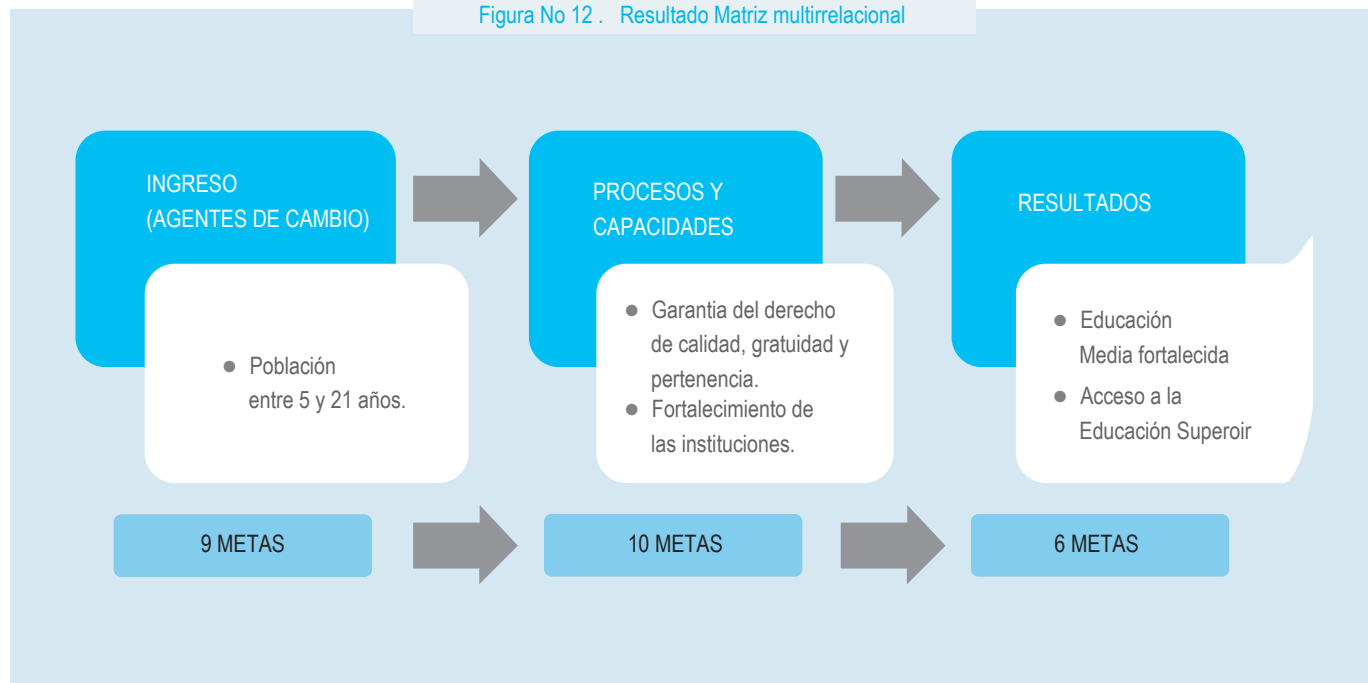 Figura No 12 . Resultado Matriz multirrelacional
INGRESO
(AGENTES DE CAMBIO)
● Población
entre 5 y 21 años.
PROCESOS Y
CAPACIDADES
● Garantia del derecho
de calidad, gratuidad y
pertenencia.
● Fortalecimiento de
las instituciones.
RESULTADOS
● Educación
Media fortalecida
● Acceso a la
Educación Superoir
9 METAS
10 METAS
6 METAS